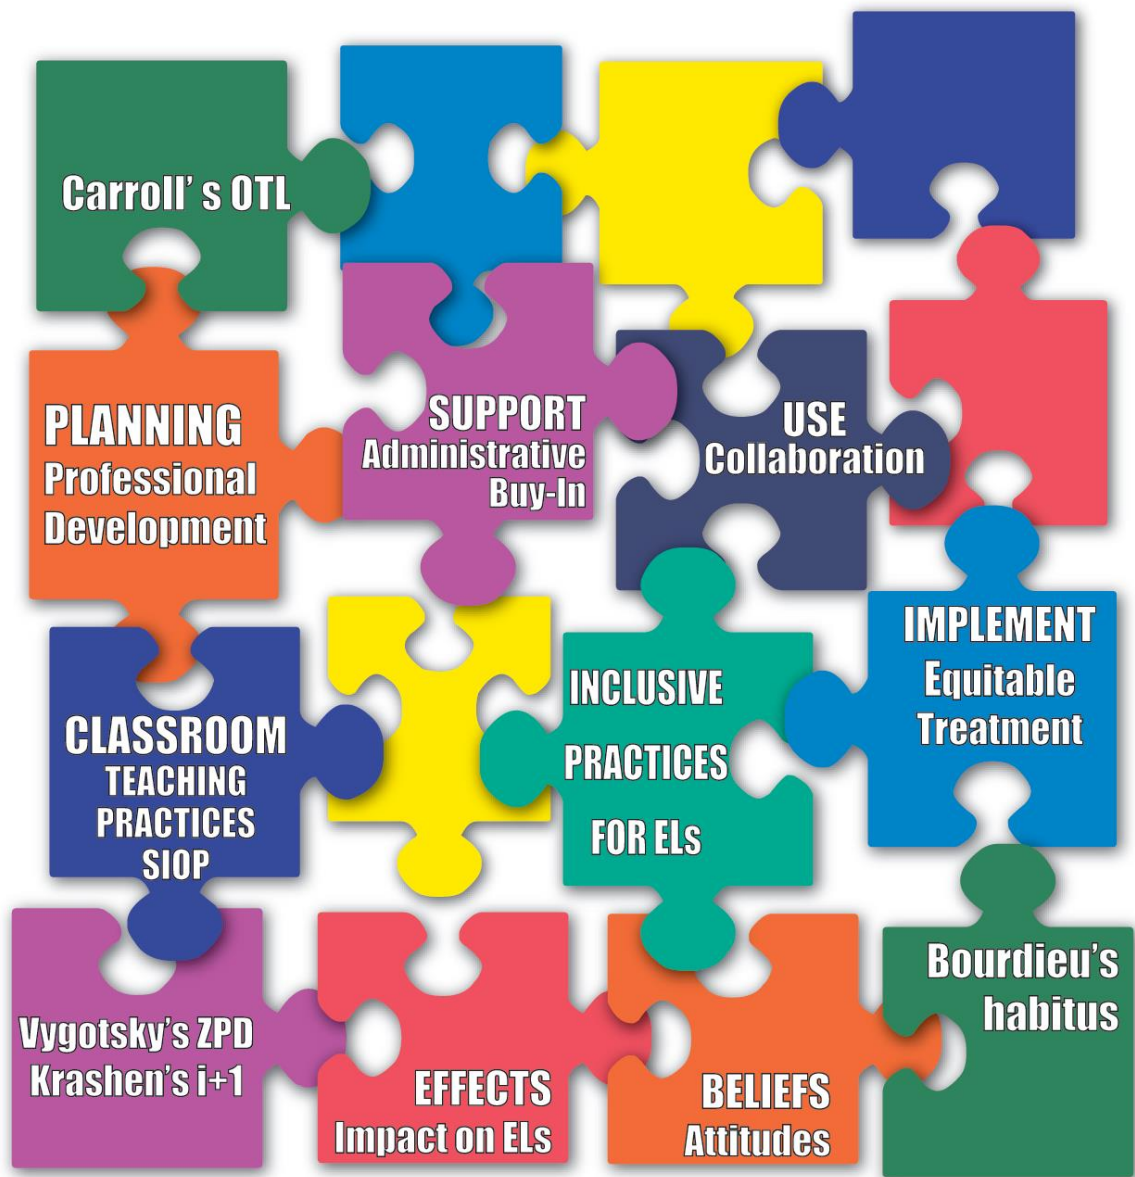 Carroll' s OTL
PLANNING
Professional
Development
SUPPORT
Administrative
Buy-In
USE
Collaboration
CLASSROOM
TEACHING
PRACTICES
SIOP
INCLUSIVE
PRACTICES
FOR ELs
IMPLEMENT
Equitable
Treatment
Vygotsky's ZPD
Krashen's i+1
EFFECTS
Impact on ELs
BELIEFS
Attitudes
Bourdieu's
habitus